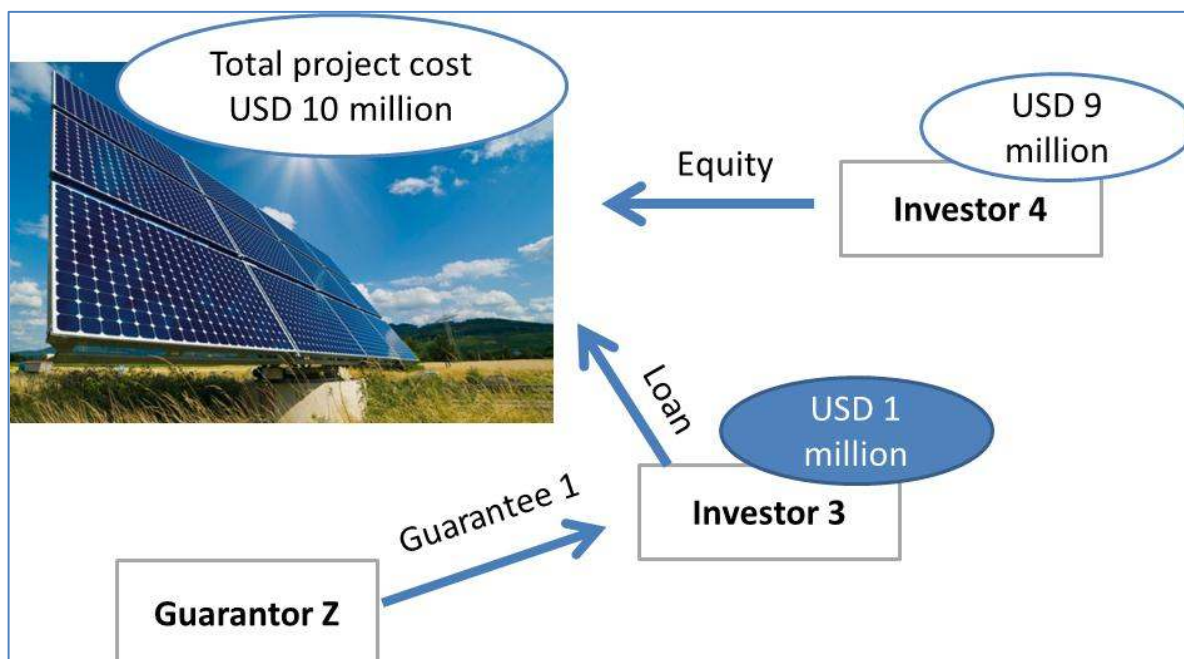 Total project cost
USD 10 million
USD 9
million
Equity
Investor 4
Loan
USD 1
million
Investor 3
Guarantee 1
Guarantor Z